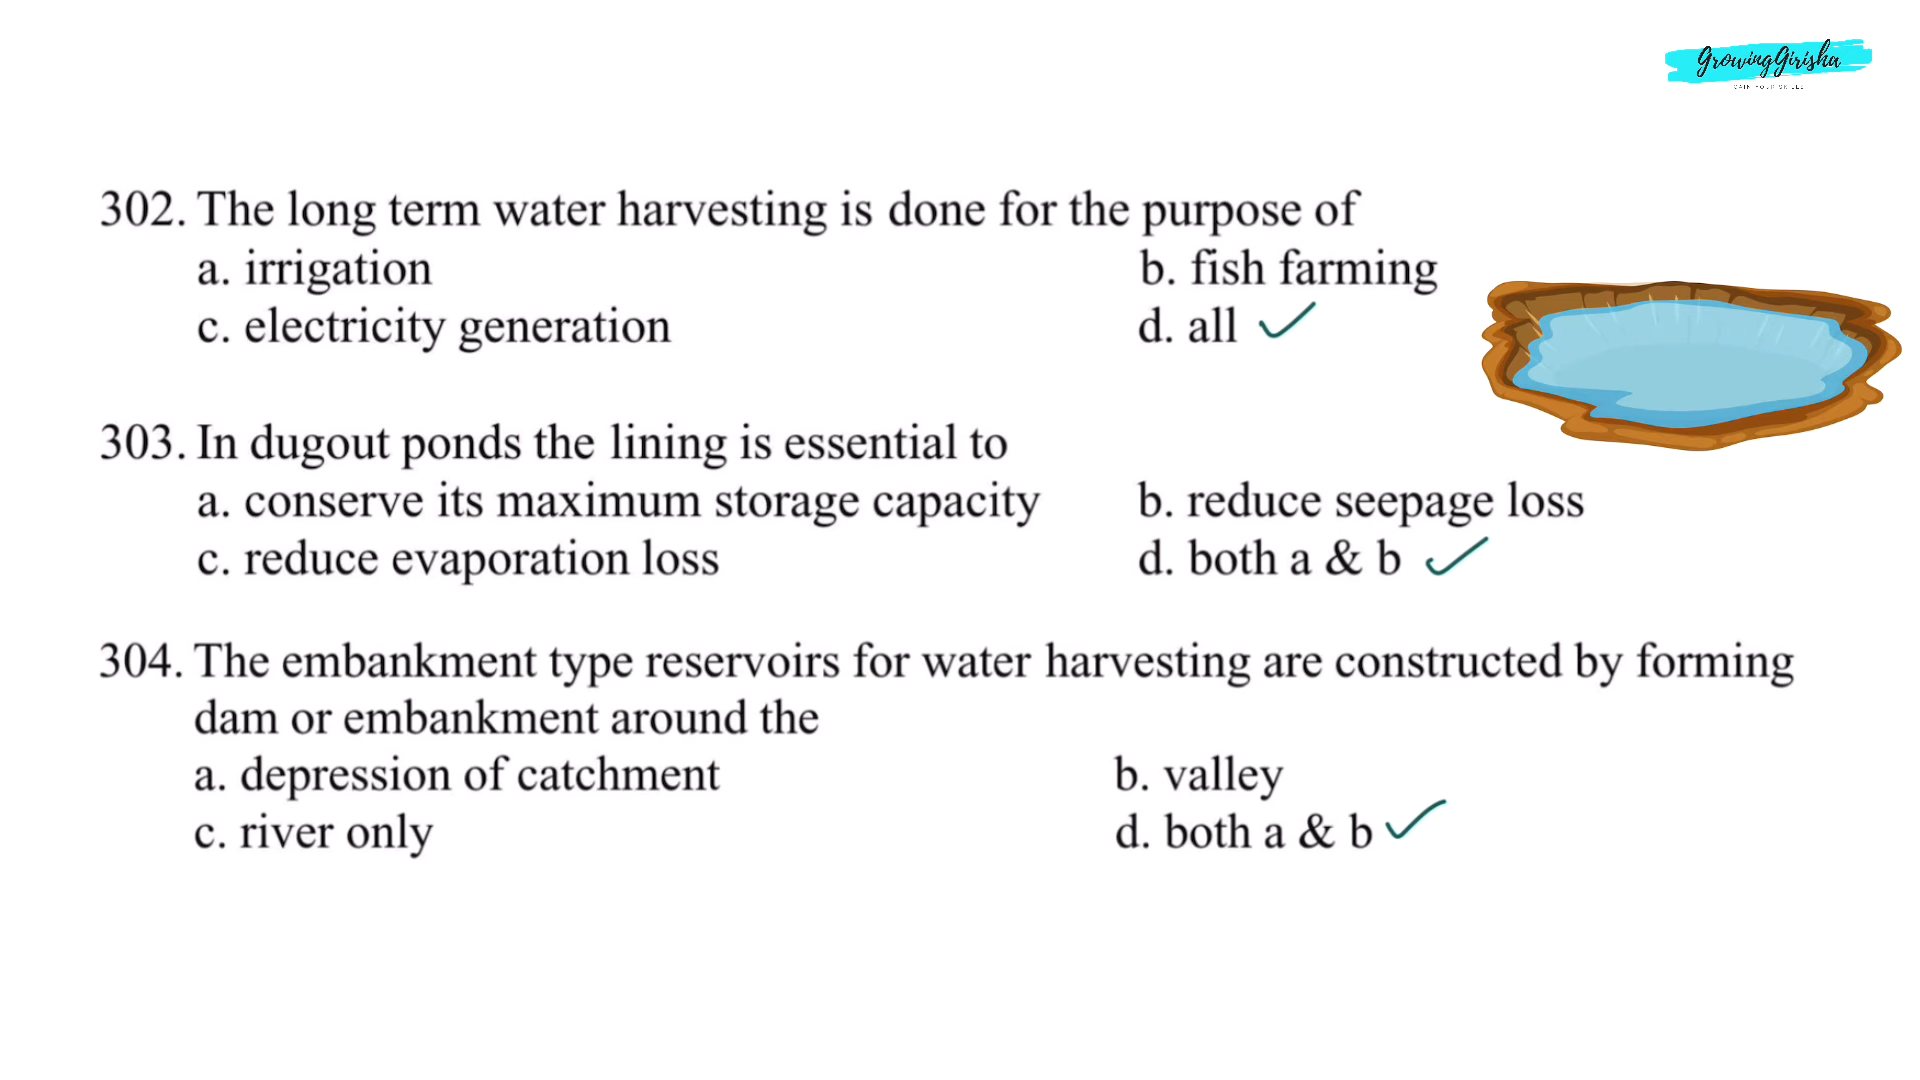 GrowingGirisha
GAIN YOUR SKILLS
302. The long term water harvesting is done for the purpose of
a. irrigation b. fish farming
c. electricity generation d. all ✓
303. In dugout ponds the lining is essential to
a. conserve its maximum storage capacity b. reduce seepage loss
c. reduce evaporation loss d. both a & b ✓
304. The embankment type reservoirs for water harvesting are constructed by forming
dam or embankment around the
a. depression of catchment b. valley
c. river only d. both a & b ✓